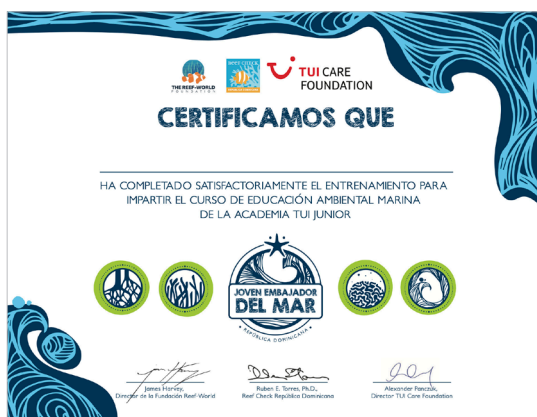 THE REEF-WORLD
FOUNDATION
REEF CHECK
TUI CARE
FOUNDATION
CERTIFICAMOS QUE
HA COMPLETADO SATISFACTORIAMENTE EL ENTRENAMIENTO PARA
IMPARTIR EL CURSO DE EDUCACIÓN AMBIENTAL MARINA
DE LA ACADEMIA TUI JUNIOR
JOVEN EMBAJADOR
DEL MAR
REPÚBLICA DOMINICANA
James Harvey,
Director de la Fundación Reef-World
Ruben E. Torres, Ph.D.,
Reef Check República Dominicana
Alexander Panczuk,
Director TUI Care Foundation